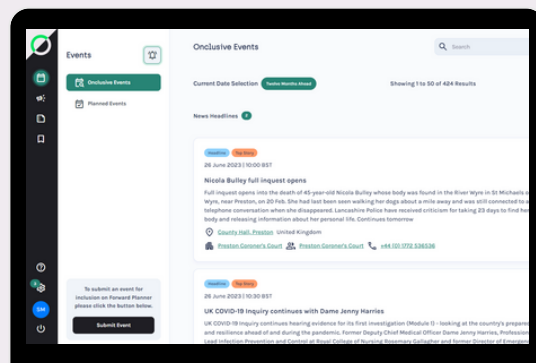 Events
Onclusive Events
Planned Events
To submit an event for
inclusion on Forward Planner
please click the button below.
Submit Event
SM
Onclusive Events
Search
Current Date Selection Twelve Months Ahead
Showing 1 to 50 of 424 Results
News Headlines
Headline Top Story
26 June 2023 | 10:00 BST
Nicola Bulley full inquest opens
Full inquest opens into the death of 45-year-old Nicola Bulley whose body was found in the River Wyre in St Michaels o
Wyre, near Preston, on 20 Feb. She had last been seen walking her dogs about a mile away and was still connected to a
telephone conversation when she disappeared. Lancashire Police have received criticism for taking 23 days to find her
body and releasing information about her personal life. Continues tomorrow
County Hall, Preston United Kingdom
Preston Coroner's Court Preston Coroner's Court +44 (0) 1772 536536
Headline Top Story
26 June 2023 | 10:30 BST
UK COVID-19 Inquiry continues with Dame Jenny Harries
UK COVID-19 Inquiry continues hearing evidence for its first investigation (Module 1) - looking at the country's prepared
and resilience ahead of and during the pandemic. Former Deputy Chief Medical Officer Dame Jenny Harries, Profession
Lead Infection Prevention and Control at Royal College of Nursing Rosemary Gallagher and former Director of Emergen